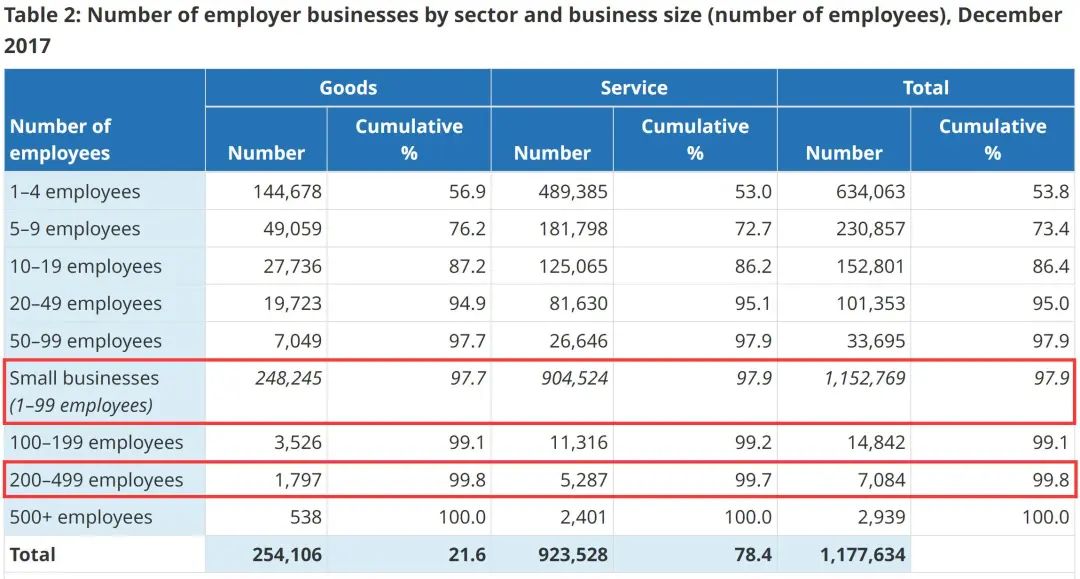 Table 2: Number of employer businesses by sector and business size (number of employees), December
2017
Goods Service Total
Number of employees Number Cumulative % Number Cumulative % Number Cumulative %
1–4 employees 144,678 56.9 489,385 53.0 634,063 53.8
5–9 employees 49,059 76.2 181,798 72.7 230,857 73.4
10–19 employees 27,736 87.2 125,065 86.2 152,801 86.4
20–49 employees 19,723 94.9 81,630 95.1 101,353 95.0
50–99 employees 7,049 97.7 26,646 97.9 33,695 97.9
Small businesses 248,245 97.7 904,524 97.9 1,152,769 97.9
(1–99 employees)
100–199 employees 3,526 99.1 11,316 99.2 14,842 99.1
200–499 employees 1,797 99.8 5,287 99.7 7,084 99.8
500+ employees 538 100.0 2,401 100.0 2,939 100.0
Total 254,106 21.6 923,528 78.4 1,177,634